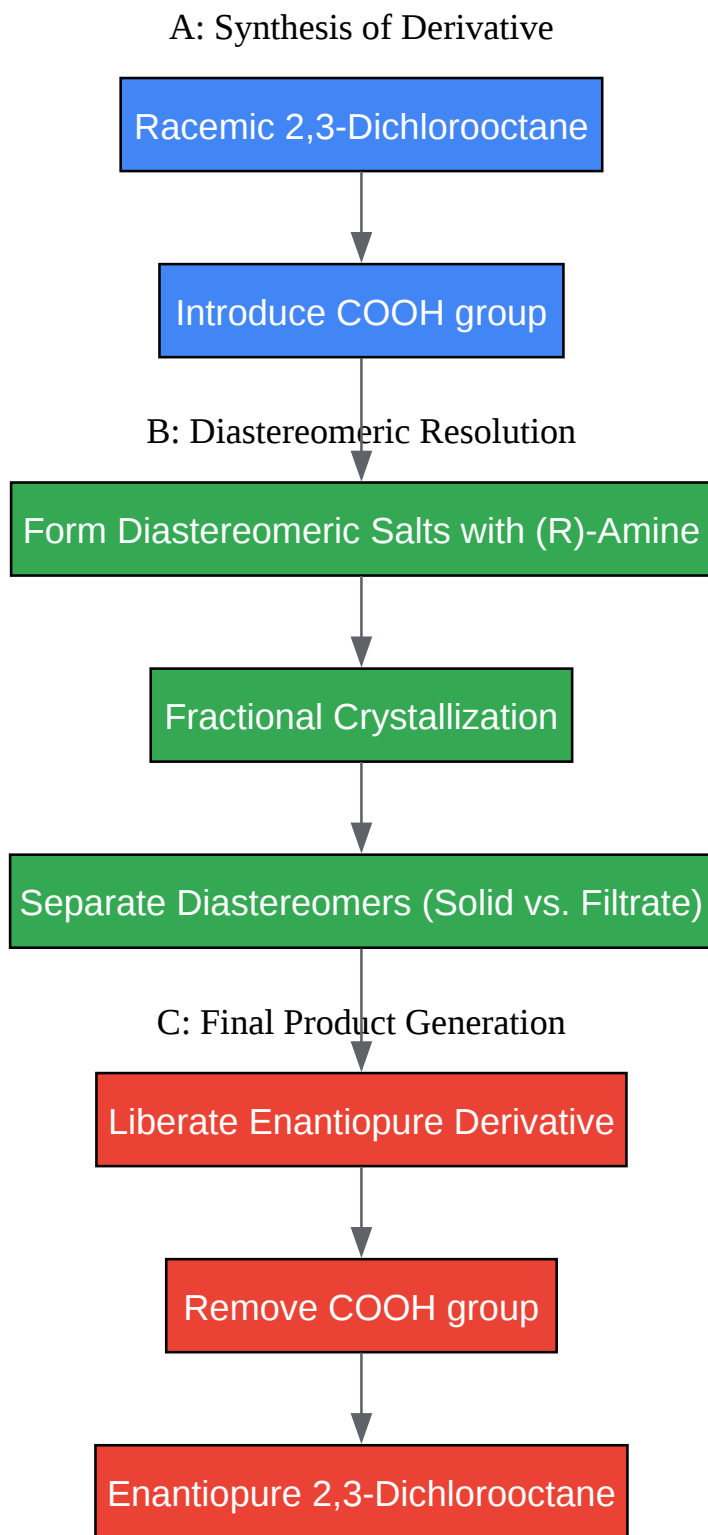 A: Synthesis of Derivative
Racemic 2,3-Dichlorooctane
Introduce COOH group
B: Diastereomeric Resolution
Form Diastereomeric Salts with (R)-Amine
Fractional Crystallization
Separate Diastereomers (Solid vs. Filtrate)
C: Final Product Generation
Liberate Enantiopure Derivative
Remove COOH group
Enantiopure 2,3-Dichlorooctane